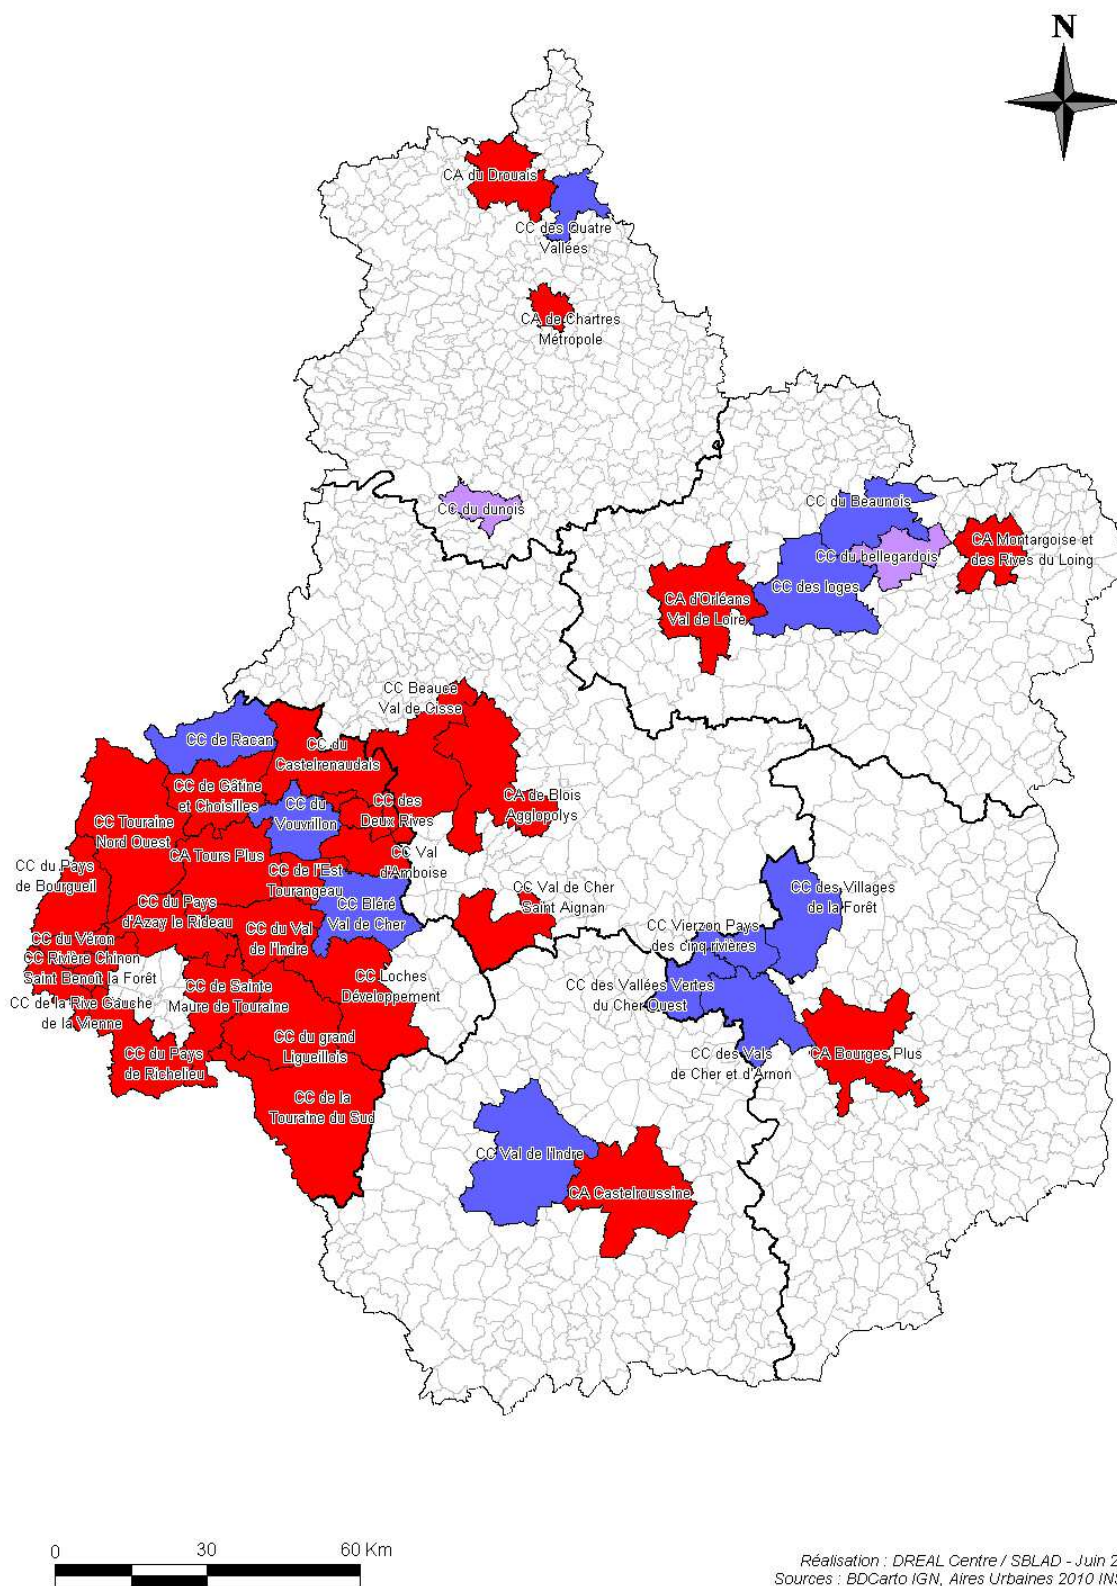 N
CA du Drouais
CC des Quatre
Vallées
CA de Chartres
Métropole
CC du dunois
CC du Beaunois
CA Montargoise et
des Rives du Loing
CC du bellegardois
CC des loges
CA d'Orléans
Val de Loire
CC Beauce
Val de Cisse
CC de Racan
CC du
Castelrenaudais
CC de Gâtine
et Choisilles
CC du
Vouvrillon
CC des
Deux Rives
CA de Blois
Agglopolys
CC Touraine
Nord Ouest
CA Tours Plus
CC Val
d'Amboise
CC du Pays
de Bourgueil
CC de l'Est
Tourangeau
CC Bléré
Val de Cher
CC Val de Cher
Saint Aignan
CC des Villages
de la Forêt
CC du Pays
d'Azay le Rideau
CC du Val
de l'Indre
CC Vierzon Pays
des cinq rivières
CC du Véron
CC Rivière Chinon
Saint Benoît la Forêt
CC de la Rive Gauche
de la Vienne
CC de Sainte
Maure de Touraine
CC Loches
Développement
CC des Vallées Vertes
du Cher Ouest
CC du grand
Ligueillois
CC du Pays
de Richelieu
CC des Vals
de Cher et d'Arnon
CA Bourges Plus
CC de la
Touraine du Sud
CC Val de l'Indre
CA Castelroussine
0 30 60 Km
Réalisation : DREAL Centre / SBLAD - Juin 2
Sources : BDCarto IGN, Aires Urbaines 2010 INS